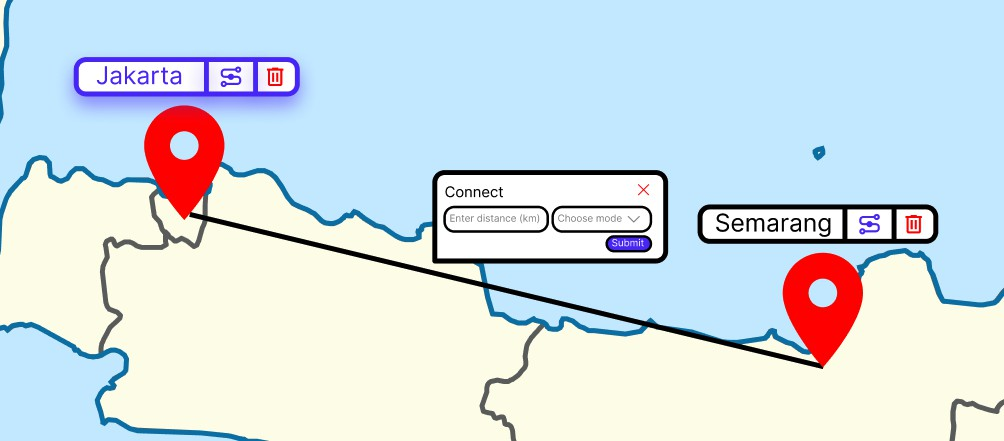 Jakarta
Connect
Enter distance (km) Choose mode
Submit
Semarang